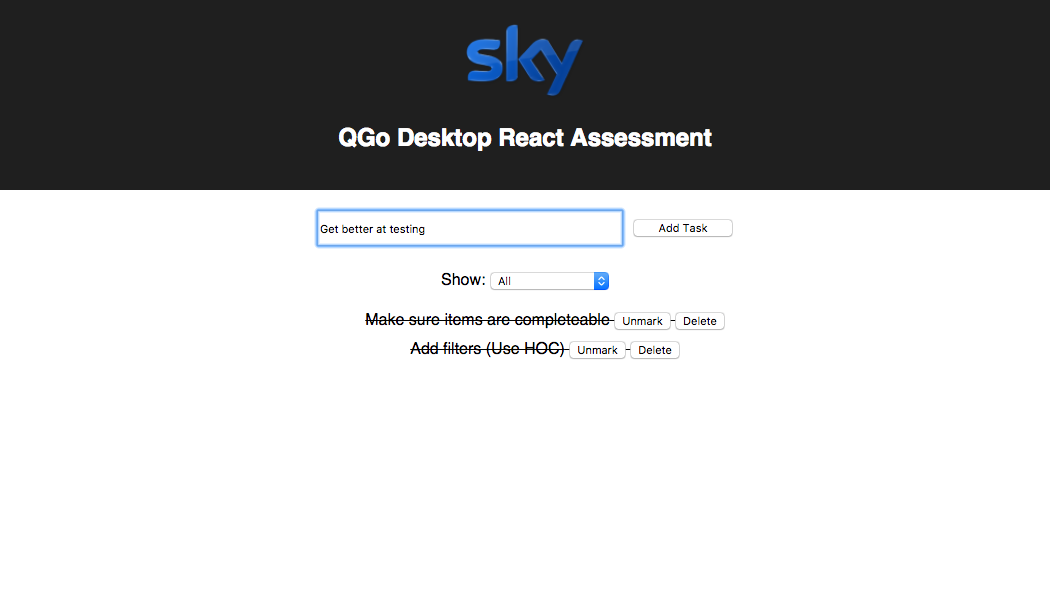 sky
QGo Desktop React Assessment
Get better at testing Add Task
Show: All
Make sure items are completeable Unmark Delete
Add filters (Use HOC) Unmark Delete